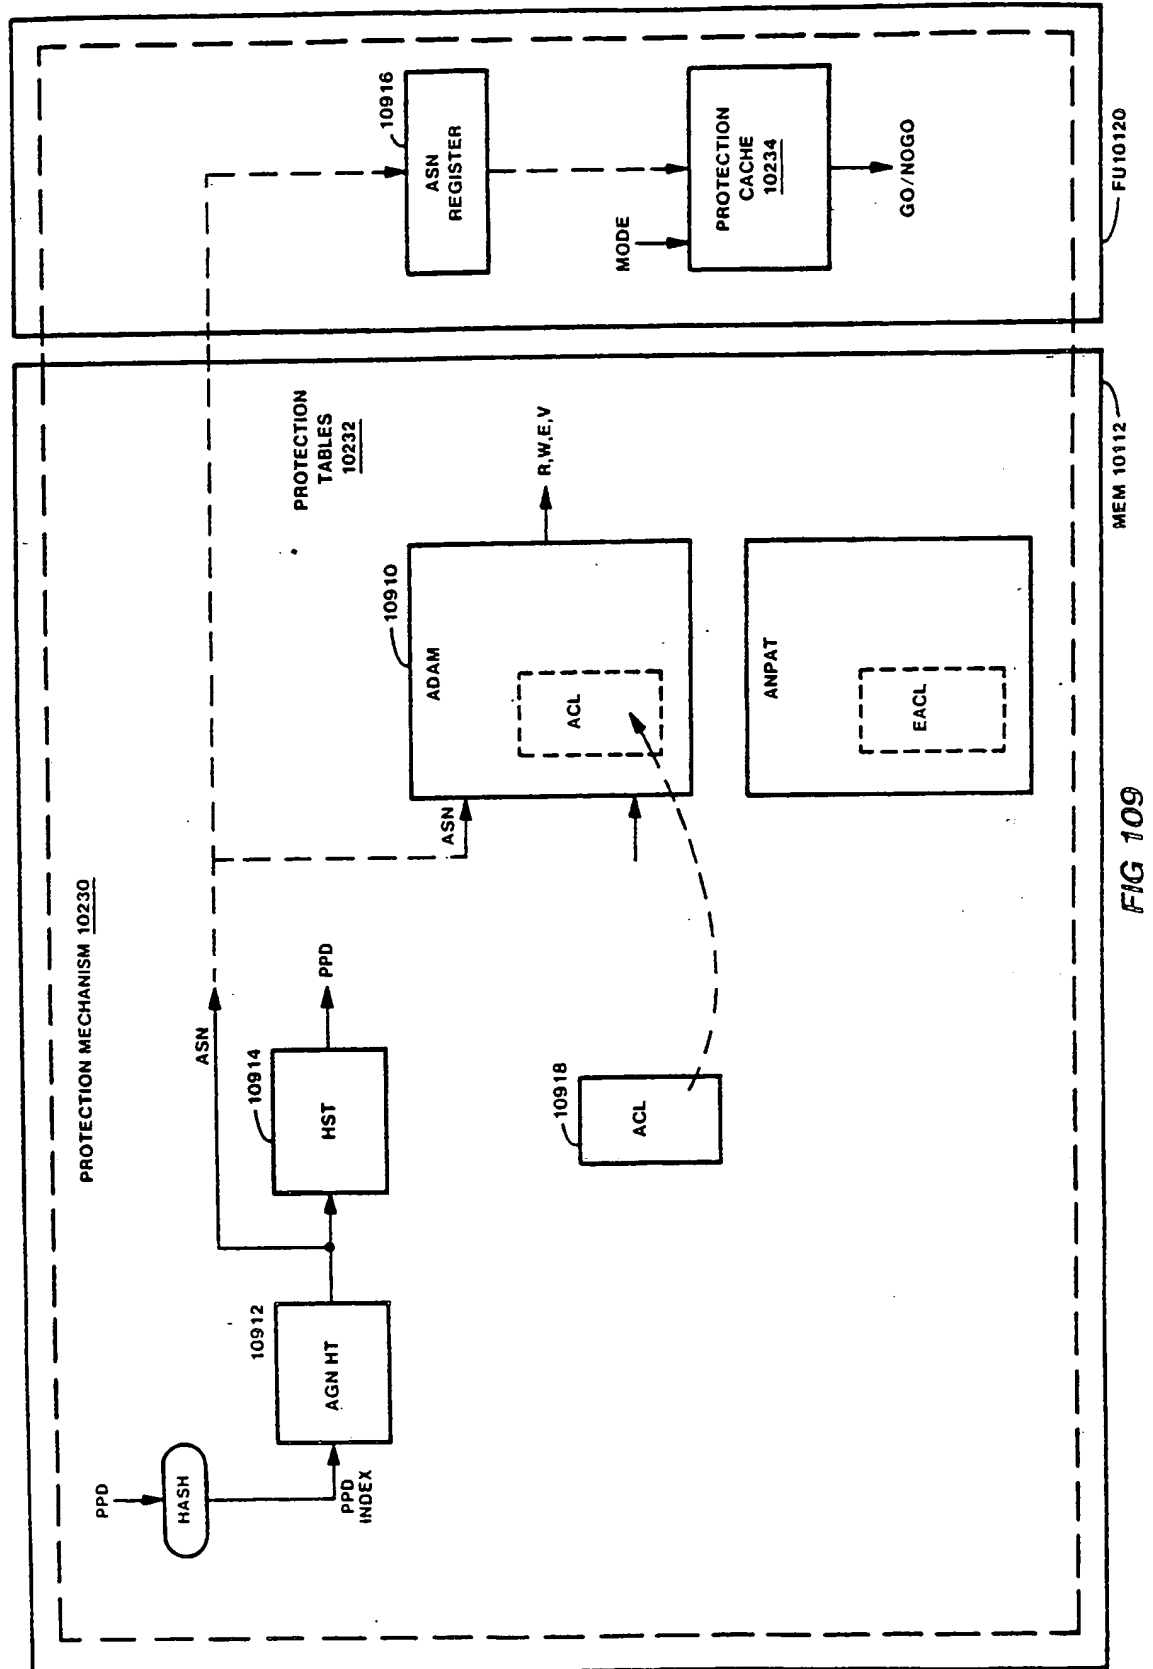 PROTECTION MECHANISM 10230
PPD
HASH
PPD
INDEX
10912
AGN HT
ASN
10914
HST
PPD
10918
ACL
ASN
10910
ADAM
ACL
R,W,E,V
ANPAT
EACL
PROTECTION
TABLES
10232
MEM 10112
10916
ASN
REGISTER
MODE
PROTECTION
CACHE
10234
GO/NOGO
FU10120
FIG 109